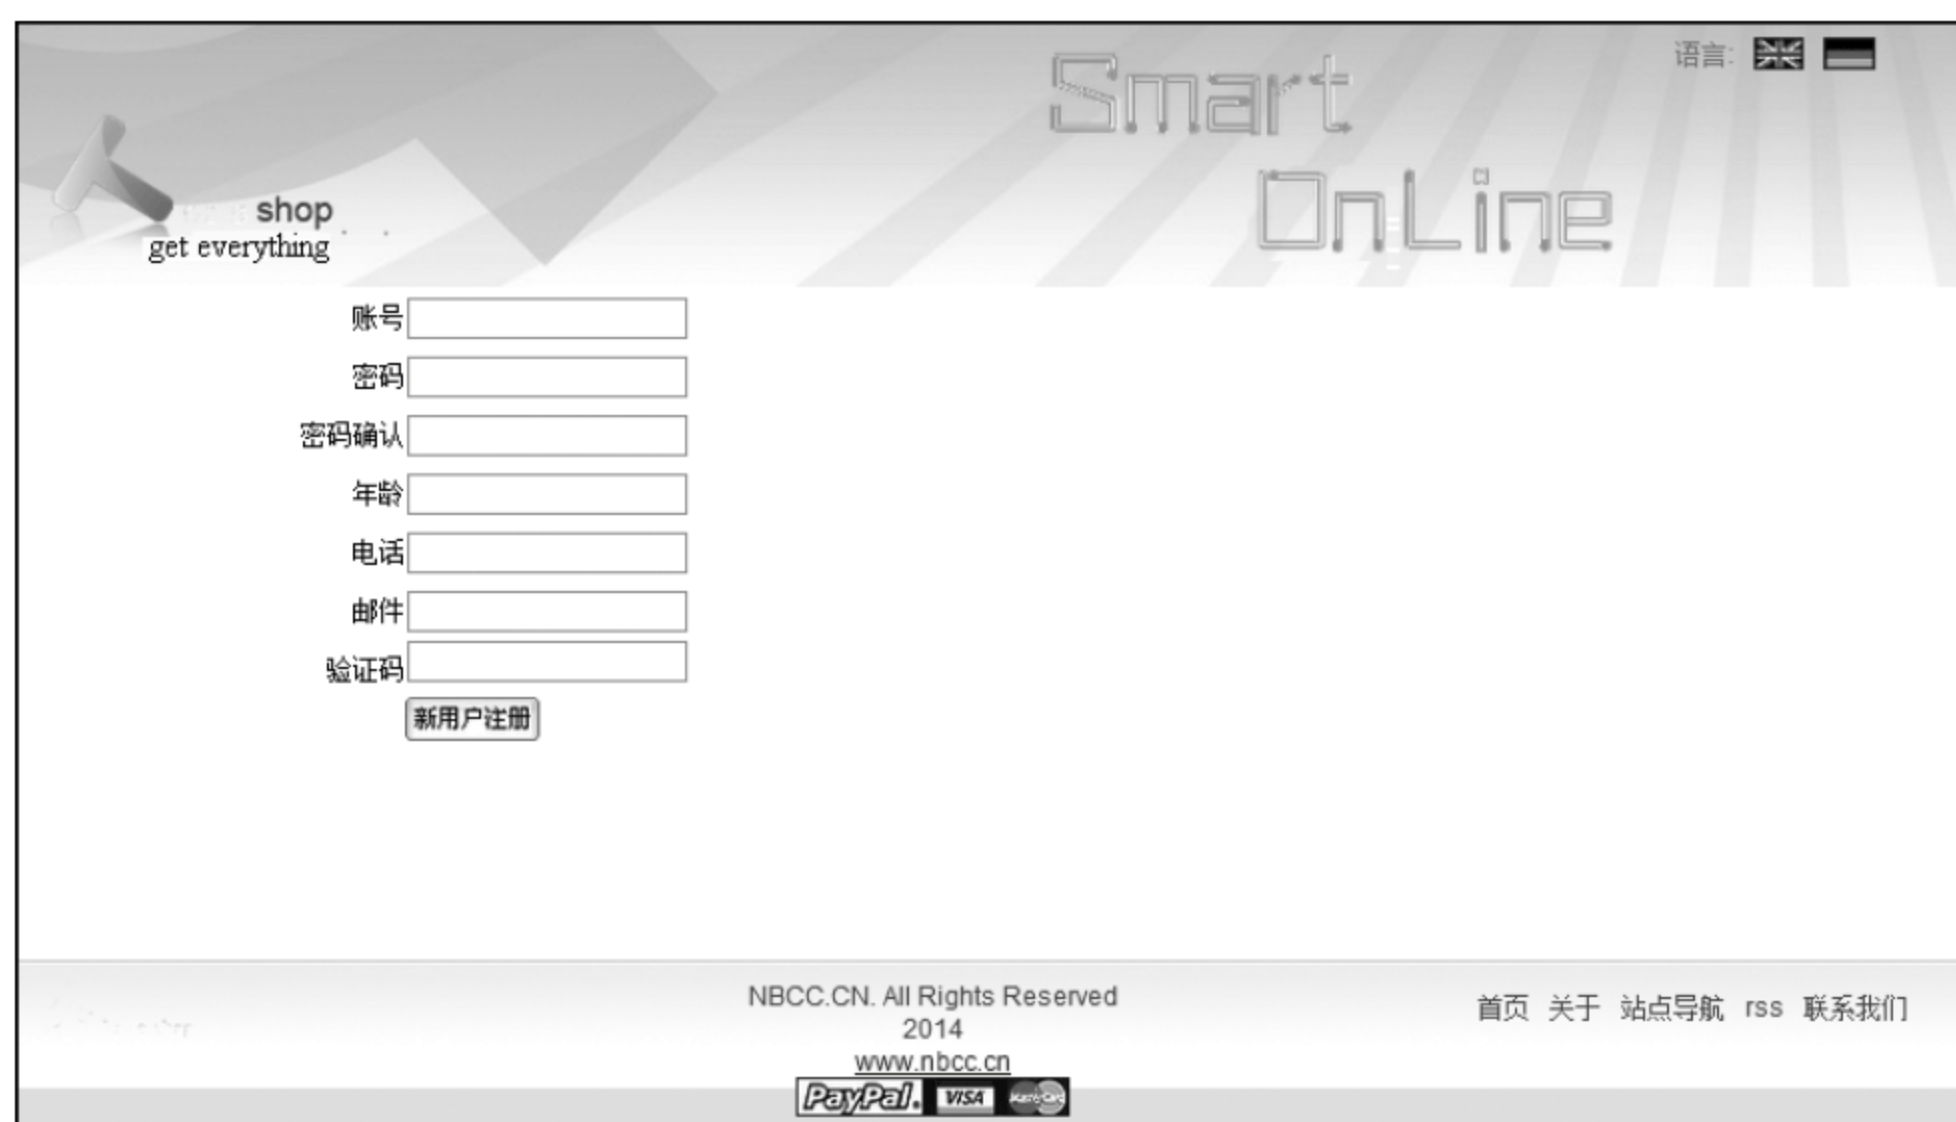 语言:
Smart
OnLine
shop
get everything
账号
密码
密码确认
年龄
电话
邮件
验证码
新用户注册
NBCC.CN. All Rights Reserved
2014
www.nbcc.cn
首页 关于 站点导航 rss 联系我们
PayPal. VISA MasterCard